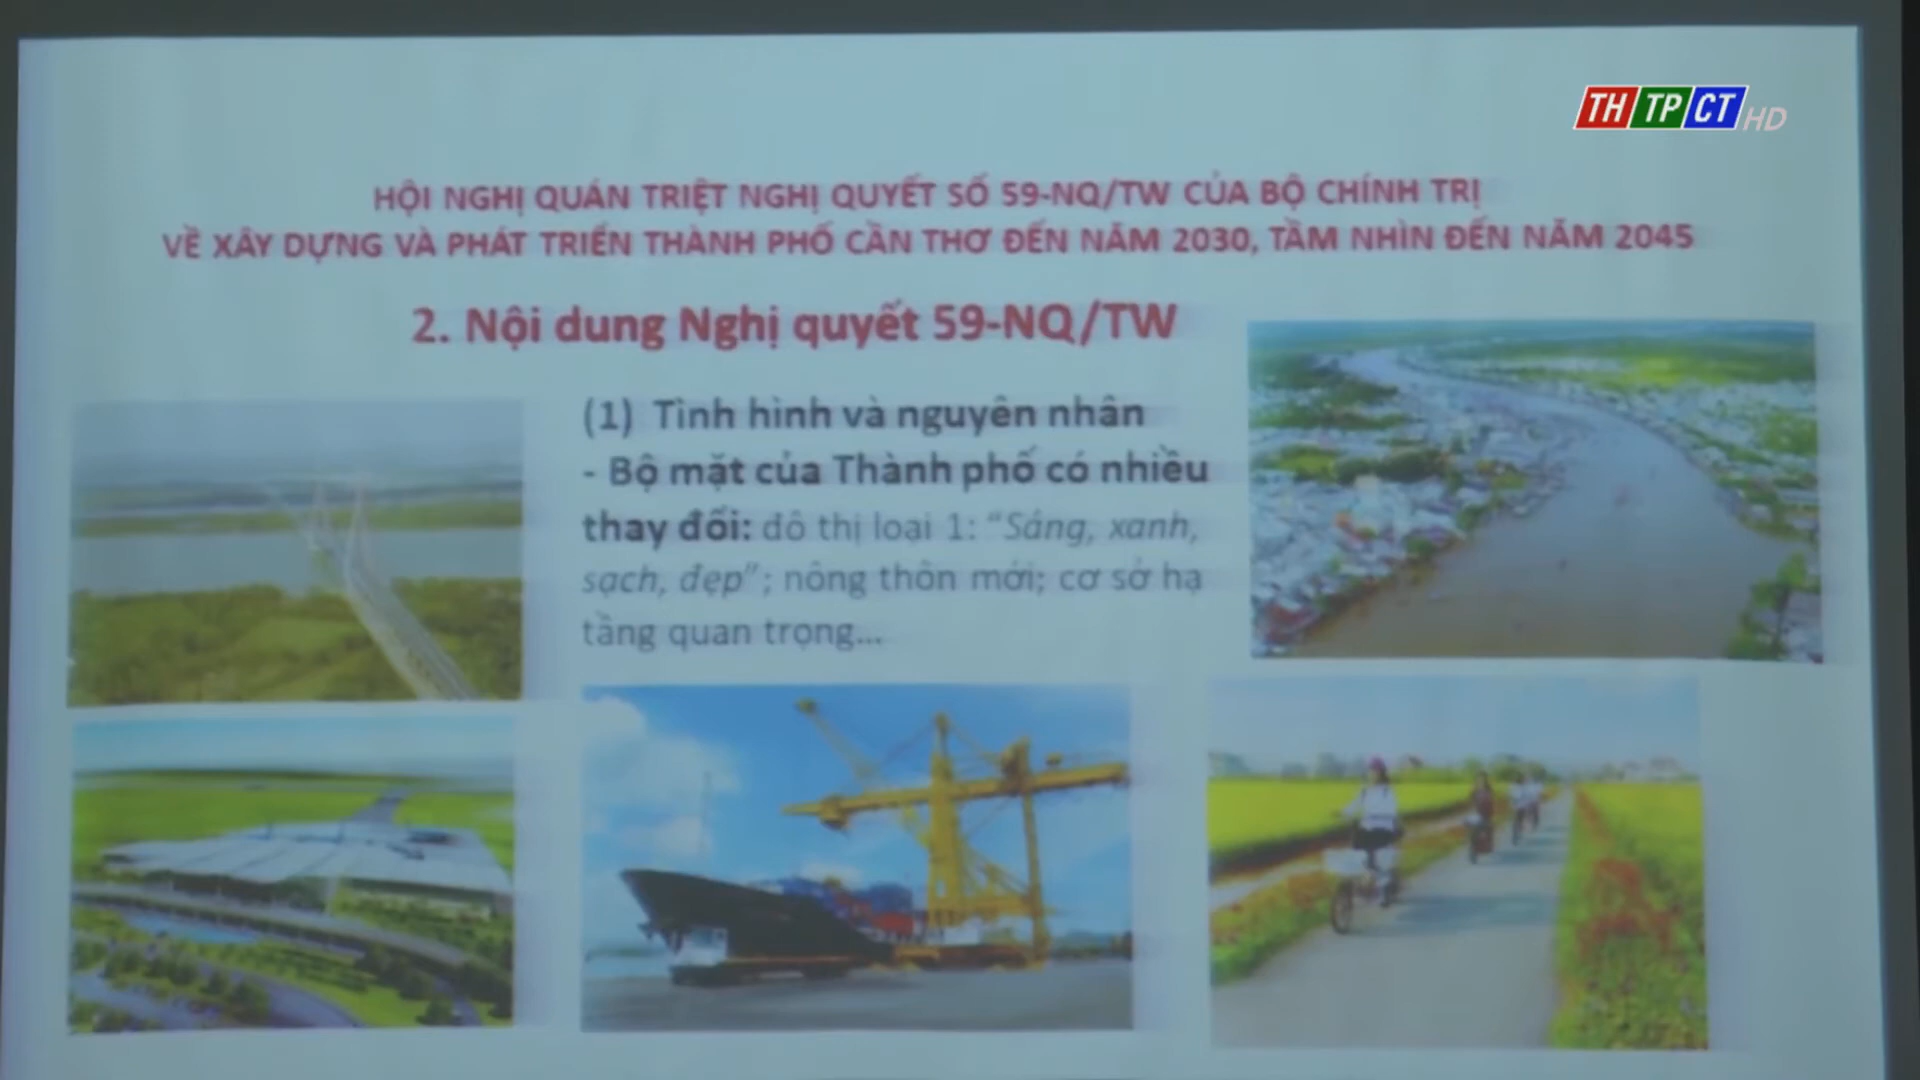 TH TP CT HD
HỘI NGHỊ QUÁN TRIỆT NGHỊ QUYẾT SỐ 59-NQ/TW CỦA BỘ CHÍNH TRỊ
VỀ XÂY DỰNG VÀ PHÁT TRIỂN THÀNH PHỐ CẦN THƠ ĐẾN NĂM 2030, TẦM NHÌN ĐẾN NĂM 2045
2. Nội dung Nghị quyết 59-NQ/TW
(1) Tình hình và nguyên nhân
- Bộ mặt của Thành phố có nhiều
thay đổi: đô thị loại 1: “Sáng, xanh,
sạch, đẹp”; nông thôn mới; cơ sở hạ
tầng quan trọng...